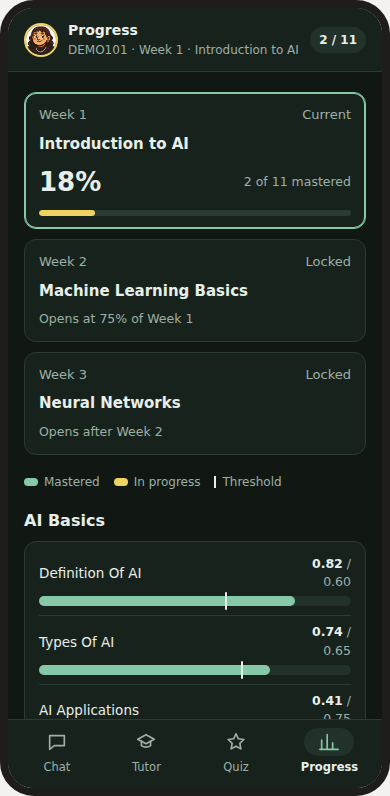 Progress
DEMO101 · Week 1 · Introduction to AI
2 / 11
Week 1
Current
Introduction to AI
18%
2 of 11 mastered
Week 2
Locked
Machine Learning Basics
Opens at 75% of Week 1
Week 3
Locked
Neural Networks
Opens after Week 2
Mastered
In progress
Threshold
AI Basics
Definition Of AI
0.82 /
0.60
Types Of AI
0.74 /
0.65
AI Applications
0.41 /
0.75
Chat
Tutor
Quiz
Progress